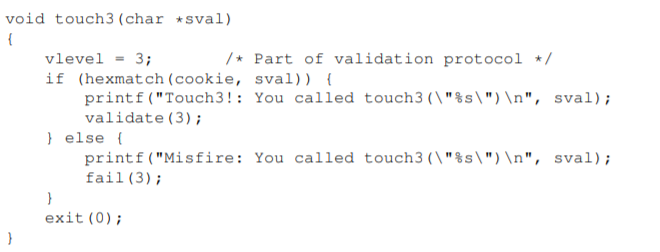 void touch3(char *sval)
{
    vlevel = 3;       /* Part of validation protocol */
    if (hexmatch(cookie, sval)) {
        printf("Touch3!: You called touch3(\"%s\")\n", sval);
        validate(3);
    } else {
        printf("Misfire: You called touch3(\"%s\")\n", sval);
        fail(3);
    }
    exit(0);
}